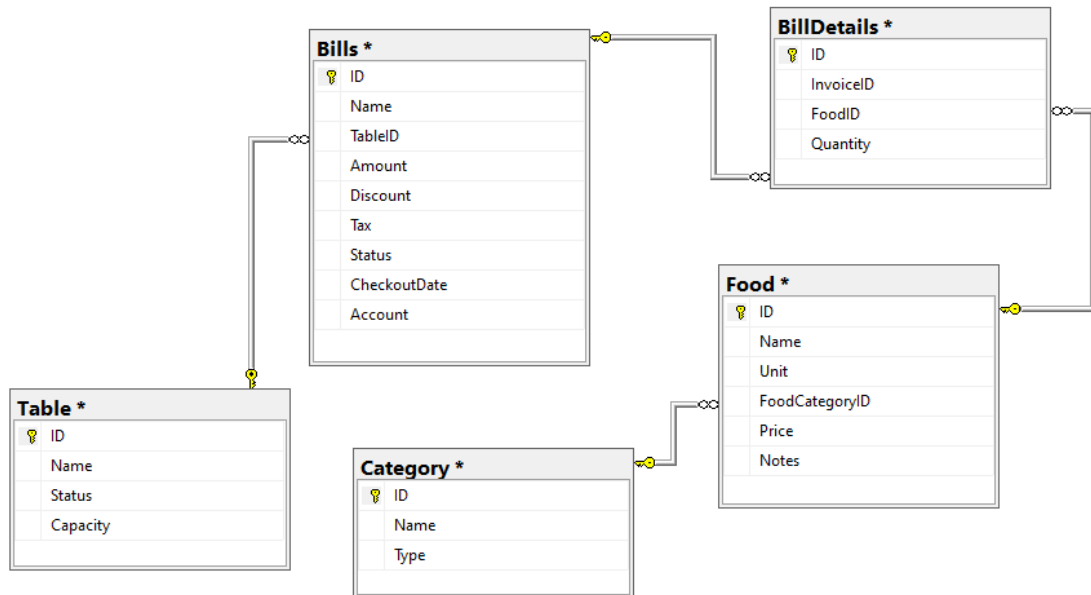 Bills *
ID
Name
TableID
Amount
Discount
Tax
Status
CheckoutDate
Account
BillDetails *
ID
InvoiceID
FoodID
Quantity
Food *
ID
Name
Unit
FoodCategoryID
Price
Notes
Table *
ID
Name
Status
Capacity
Category *
ID
Name
Type